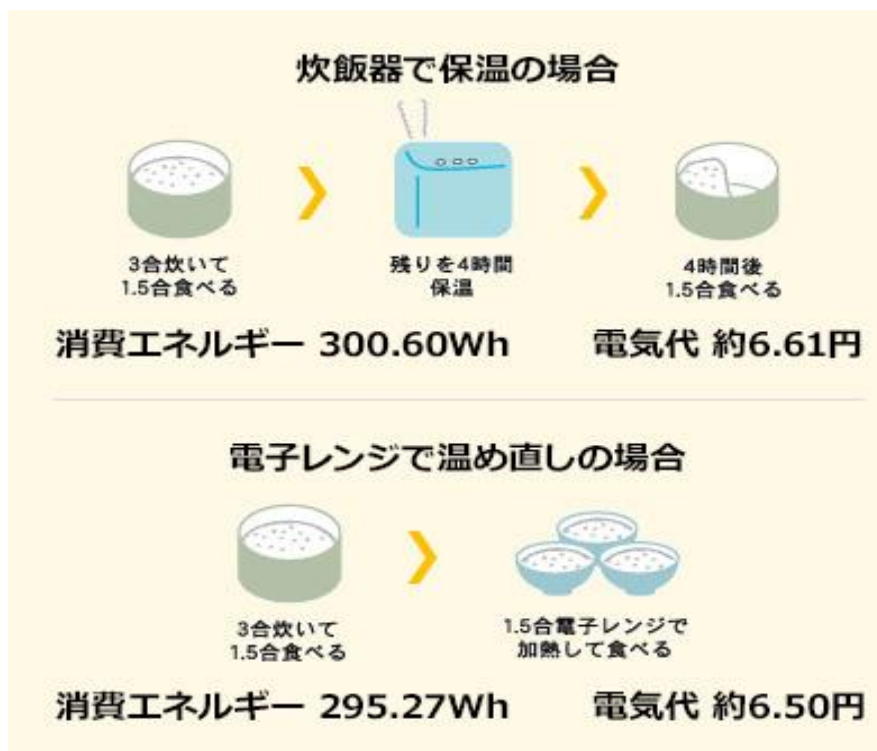 炊飯器で保温の場合
3合炊いて
1.5合食べる
残りを4時間
保温
4時間後
1.5合食べる
消費エネルギー 300.60Wh
電気代 約6.61円
電子レンジで温め直しの場合
3合炊いて
1.5合食べる
1.5合電子レンジで
加熱して食べる
消費エネルギー 295.27Wh
電気代 約6.50円